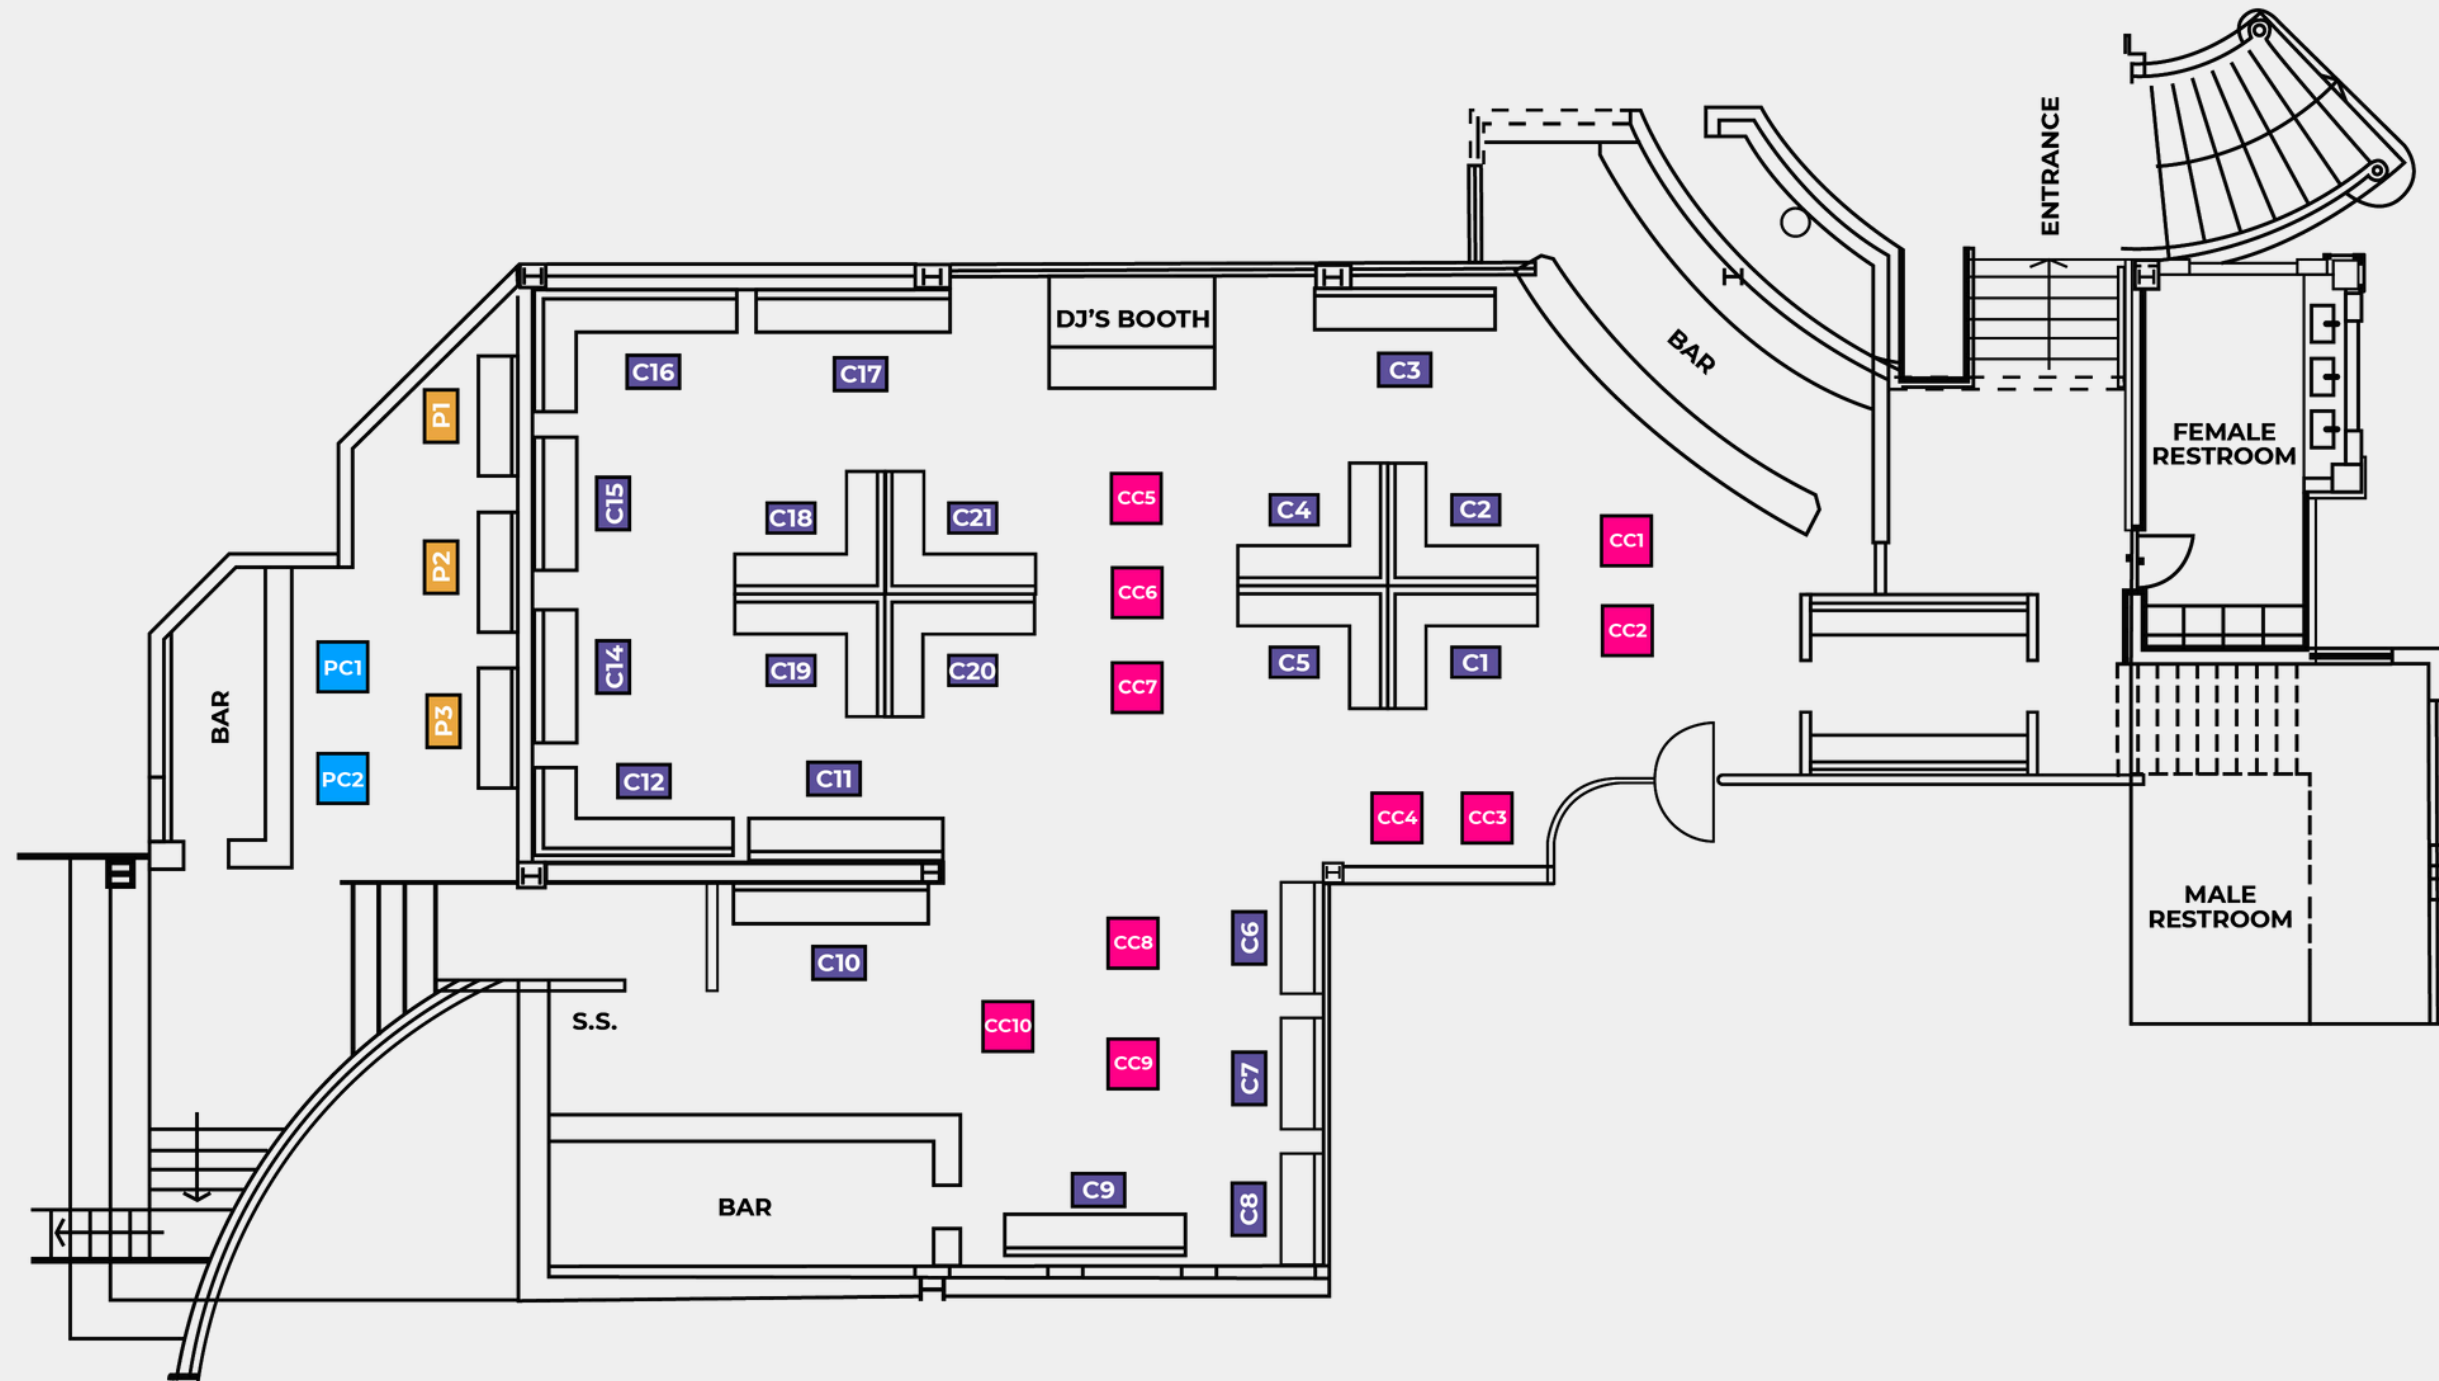 ENTRANCE
DJ'S BOOTH
BAR
C16
C17
C3
P1
FEMALE
RESTROOM
C15
C18
C21
CC5
C4
C2
CC1
P2
CC6
CC2
PC1
C14
C19
C20
CC7
C5
C1
BAR
P3
PC2
C12
C11
CC4
CC3
MALE
RESTROOM
C10
CC8
C6
S.S.
CC10
CC9
C7
BAR
C9
C8